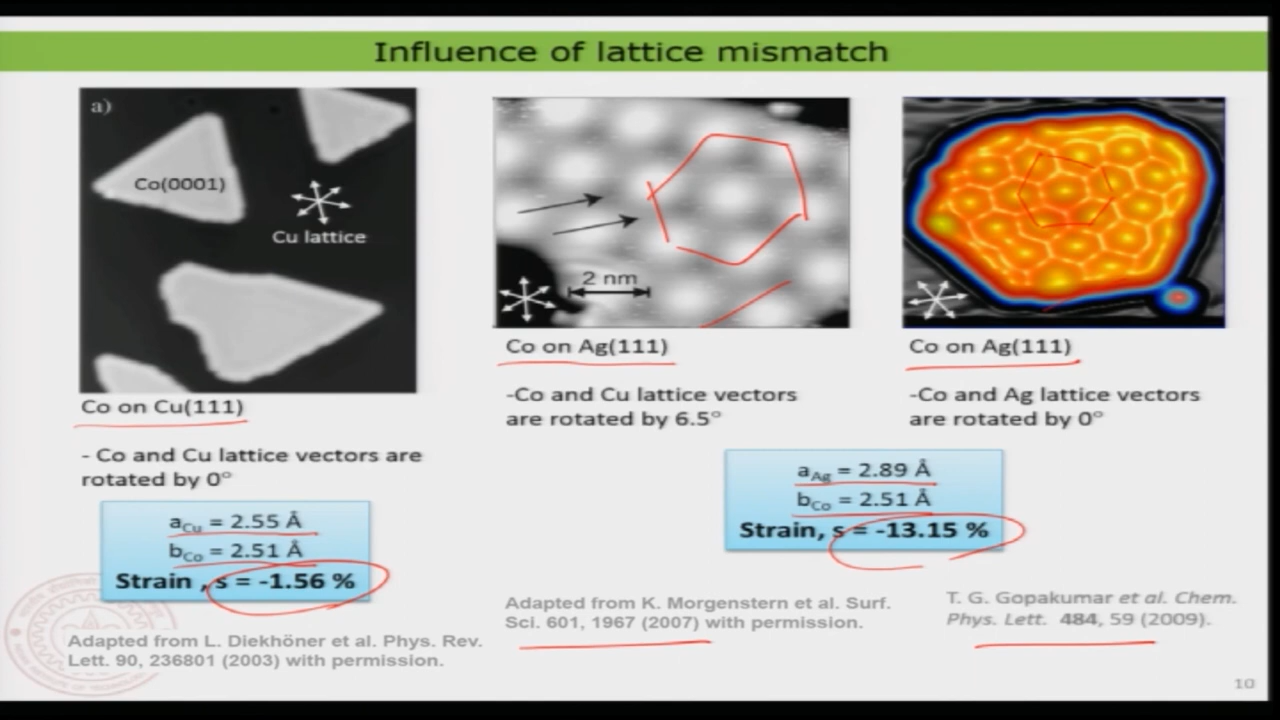 Influence of lattice mismatch
a)
Co(0001)
Cu lattice
Co on Cu(111)
- Co and Cu lattice vectors are
rotated by 0°
aCu = 2.55 Å
bCo = 2.51 Å
Strain , s = -1.56 %
Adapted from L. Diekhöner et al. Phys. Rev.
Lett. 90, 236801 (2003) with permission.
2 nm
Co on Ag(111)
-Co and Cu lattice vectors
are rotated by 6.5°
Co on Ag(111)
-Co and Ag lattice vectors
are rotated by 0°
aAg = 2.89 Å
bCo = 2.51 Å
Strain, s = -13.15 %
Adapted from K. Morgenstern et al. Surf.
Sci. 601, 1967 (2007) with permission.
T. G. Gopakumar et al. Chem.
Phys. Lett. 484, 59 (2009).
10